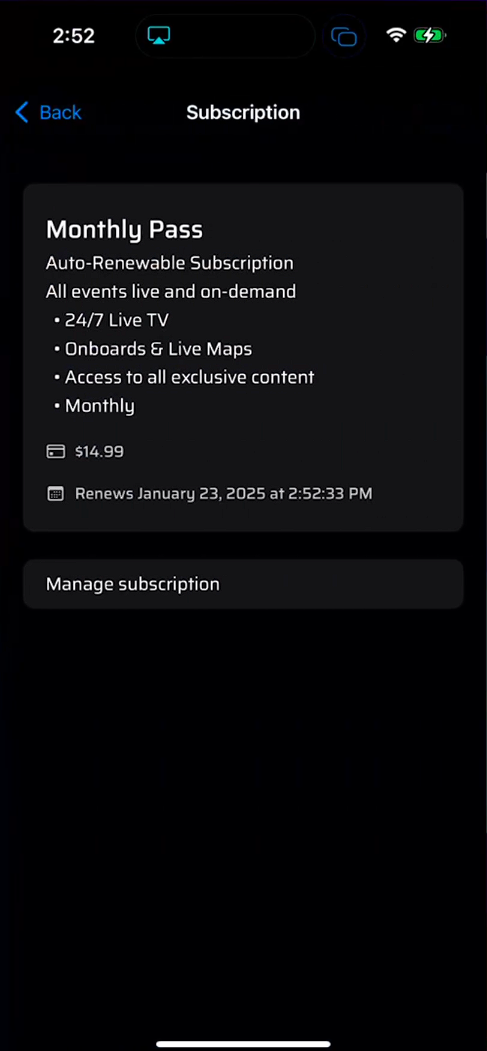 2:52
Back
Subscription
Monthly Pass
Auto-Renewable Subscription
All events live and on-demand
• 24/7 Live TV
• Onboards & Live Maps
• Access to all exclusive content
• Monthly
$14.99
Renews January 23, 2025 at 2:52:33 PM
Manage subscription